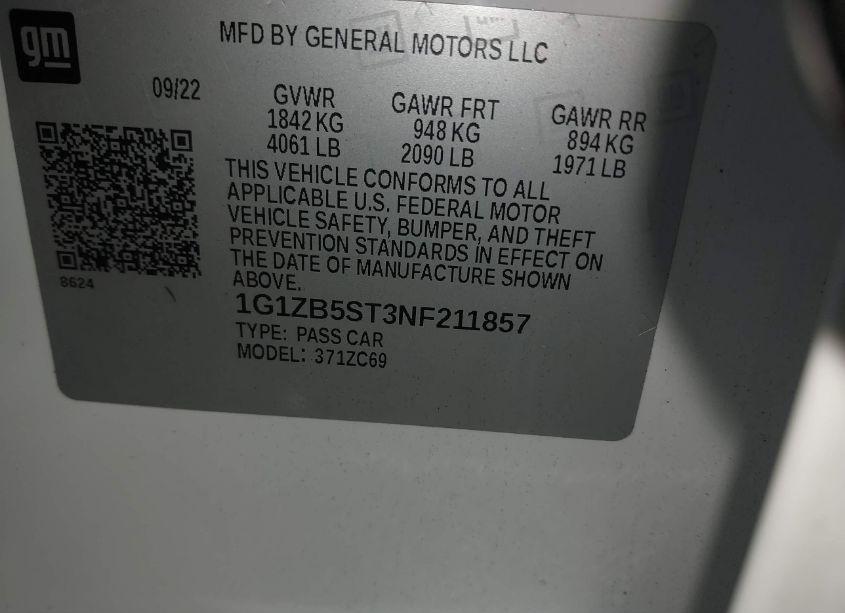 gm
MFD BY GENERAL MOTORS LLC
09/22
GVWR
1842 KG
4061 LB
GAWR FRT
948 KG
2090 LB
GAWR RR
894 KG
1971 LB
THIS VEHICLE CONFORMS TO ALL
APPLICABLE U.S. FEDERAL MOTOR
VEHICLE SAFETY, BUMPER, AND THEFT
PREVENTION STANDARDS IN EFFECT ON
THE DATE OF MANUFACTURE SHOWN
ABOVE.
8624
1G1ZB5ST3NF211857
TYPE: PASS CAR
MODEL: 371ZC69